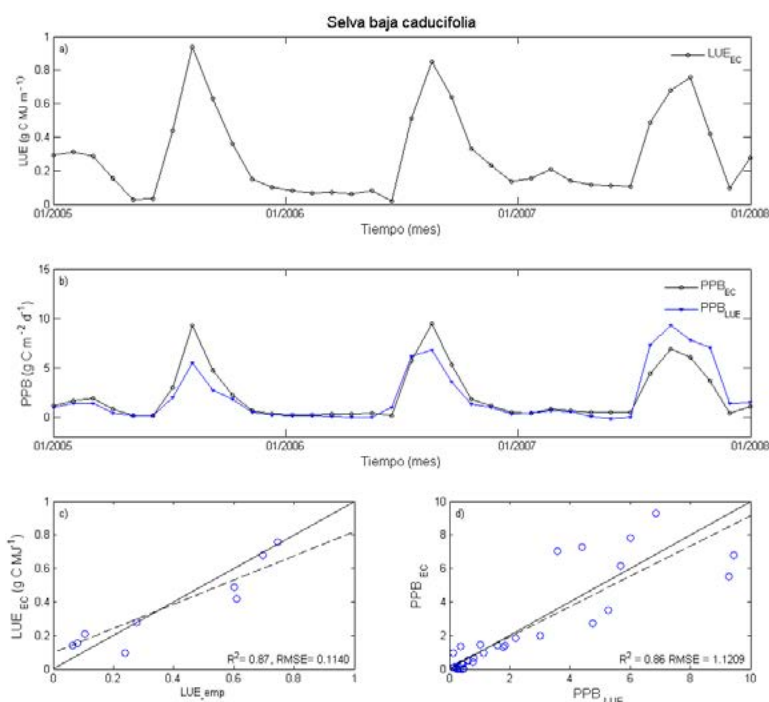 Selva baja caducifolia
a)
LUE_EC
LUE (g C MJ m⁻¹)
1
0.8
0.6
0.4
0.2
0
01/2005 01/2006 01/2007 01/2008
Tiempo (mes)
b)
PPB_EC
PPB_LUE
PPB (g C m⁻² d⁻¹)
15
10
5
0
01/2005 01/2006 01/2007 01/2008
Tiempo (mes)
c)
LUE_EC (g C MJ⁻¹)
1
0.8
0.6
0.4
0.2
0
R²= 0.87, RMSE= 0.1140
0 0.2 0.4 0.6 0.8 1
LUE_emp
d)
PPB_EC
10
8
6
4
2
0
R²= 0.86 RMSE = 1.1209
0 2 4 6 8 10
PPB_LUE